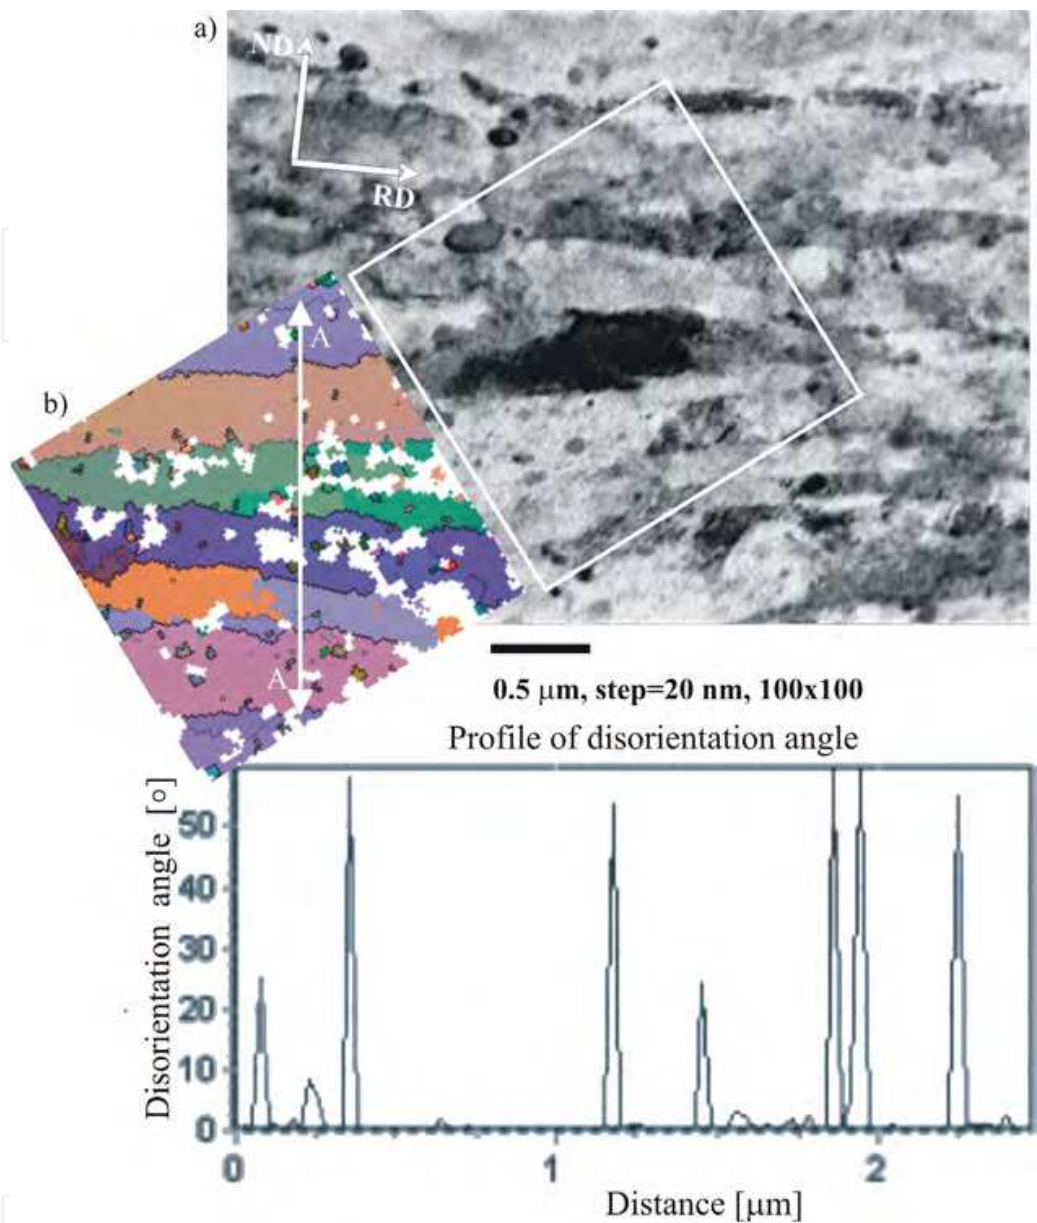 a)
ND
RD
A
b)
A
0.5 μm, step=20 nm, 100x100
Profile of disorientation angle
Disorientation angle [○]
50
40
30
20
10
0
0 1 2
Distance [μm]